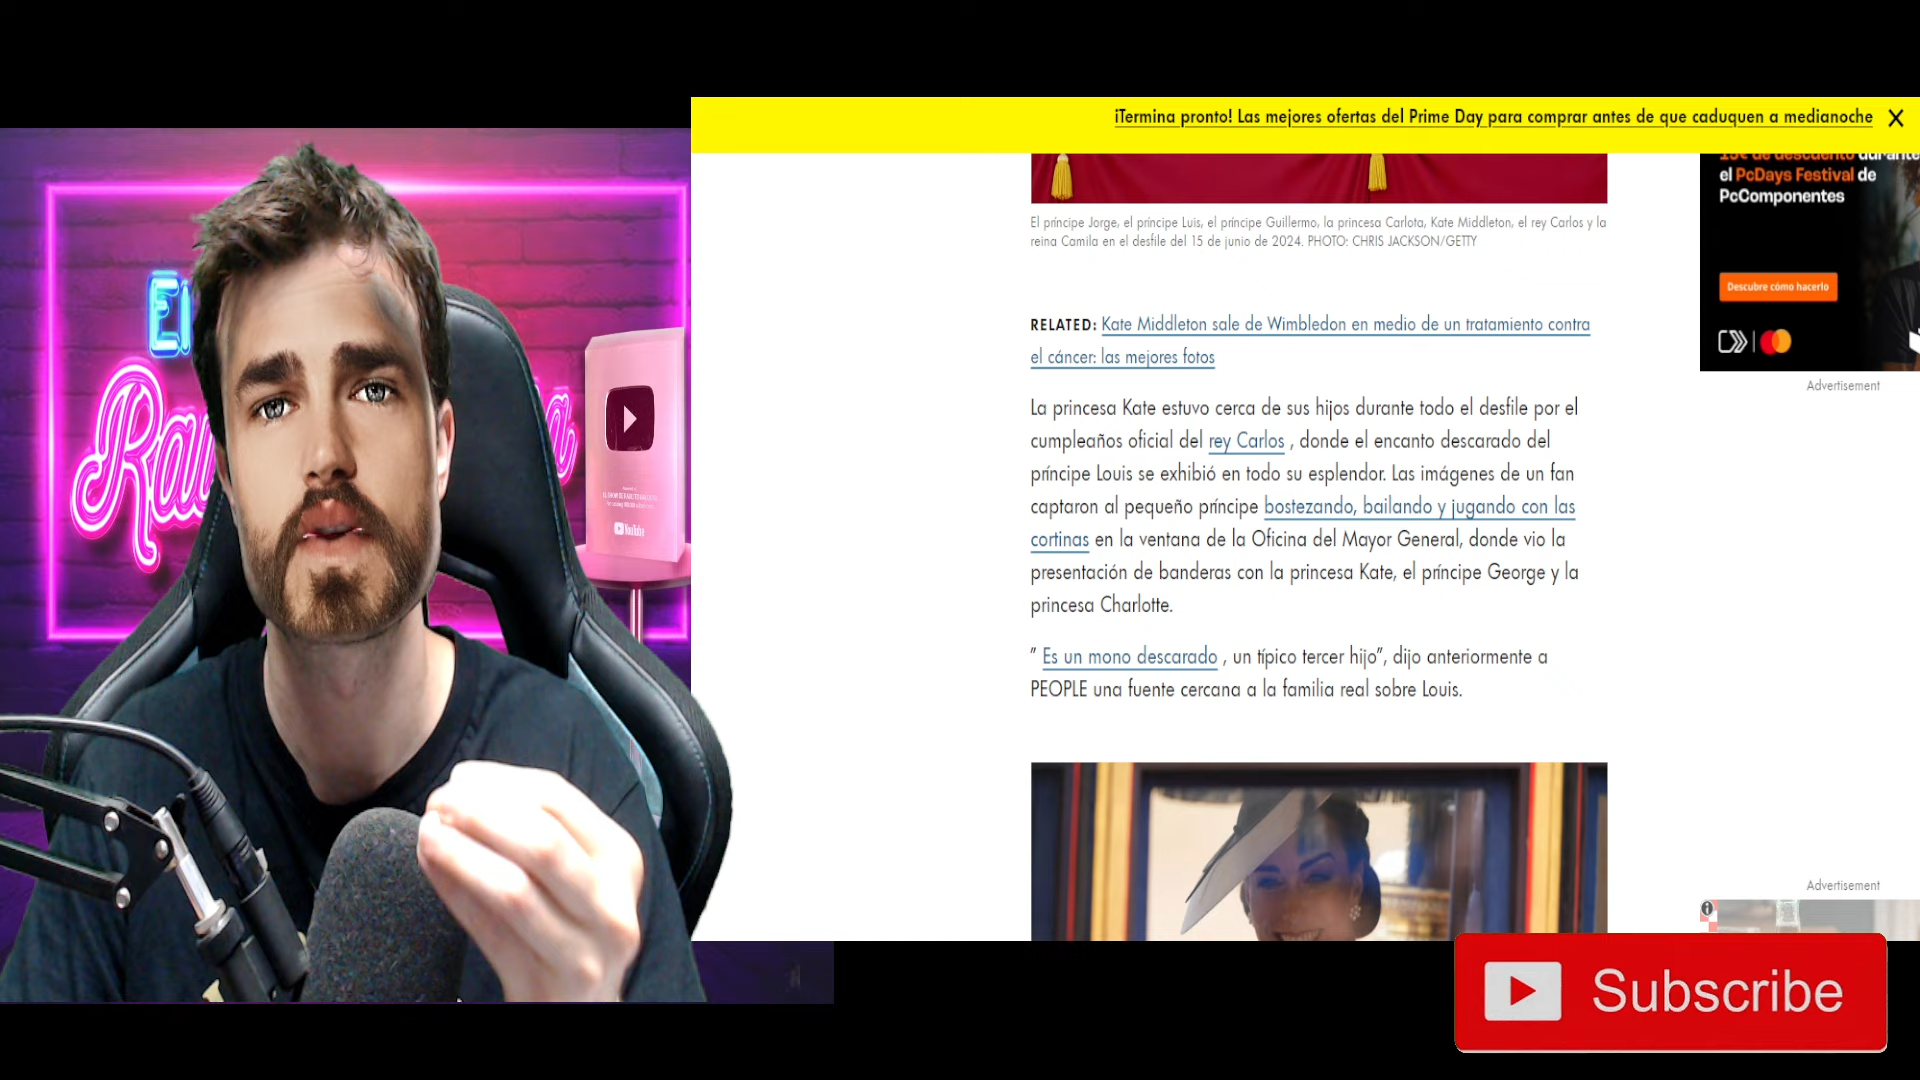 ¡Termina pronto! Las mejores ofertas del Prime Day para comprar antes de que caduquen a medianoche
15€ de descuento durante
el PcDays Festival de
PcComponentes
Descubre cómo hacerlo
Advertisement
El príncipe Jorge, el príncipe Luis, el príncipe Guillermo, la princesa Carlota, Kate Middleton, el rey Carlos y la
reina Camila en el desfile del 15 de junio de 2024. PHOTO: CHRIS JACKSON/GETTY
RELATED: Kate Middleton sale de Wimbledon en medio de un tratamiento contra
el cáncer: las mejores fotos
La princesa Kate estuvo cerca de sus hijos durante todo el desfile por el
cumpleaños oficial del rey Carlos , donde el encanto descarado del
príncipe Louis se exhibió en todo su esplendor. Las imágenes de un fan
captaron al pequeño príncipe bostezando, bailando y jugando con las
cortinas en la ventana de la Oficina del Mayor General, donde vio la
presentación de banderas con la princesa Kate, el príncipe George y la
princesa Charlotte.
" Es un mono descarado , un típico tercer hijo”, dijo anteriormente a
PEOPLE una fuente cercana a la familia real sobre Louis.
Advertisement
El
YouTube
Subscribe